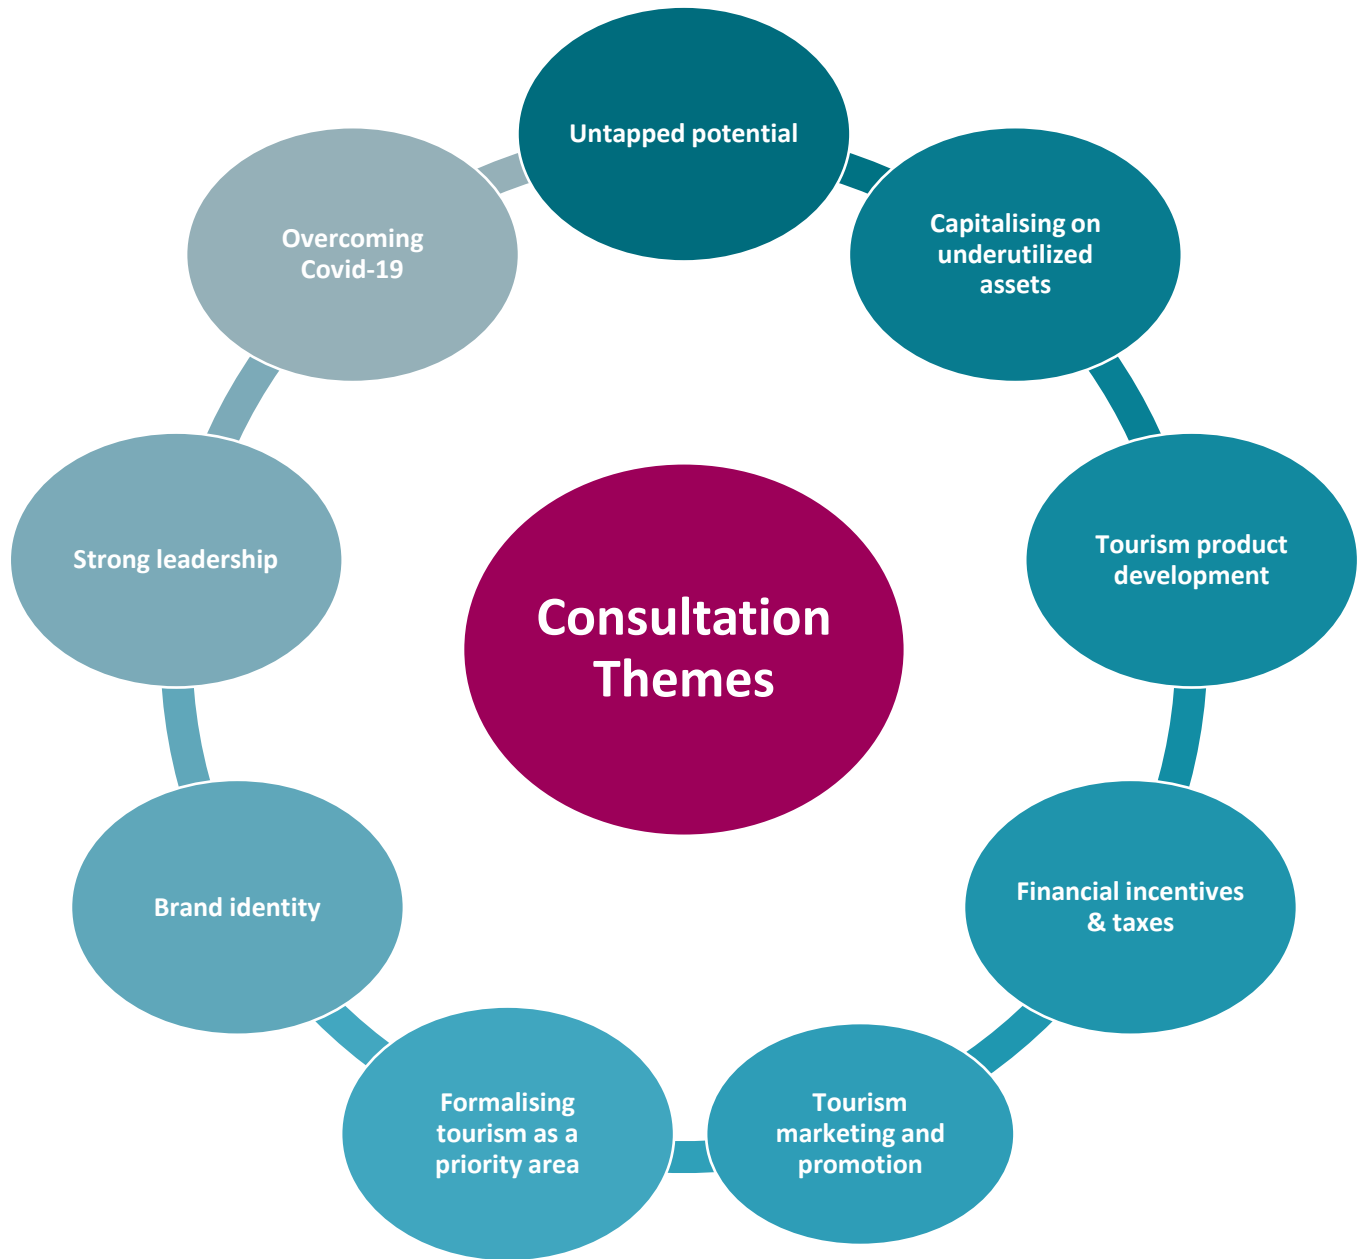 Untapped potential
Capitalising on
underutilized
assets
Tourism product
development
Financial incentives
& taxes
Tourism
marketing and
promotion
Formalising
tourism as a
priority area
Brand identity
Strong leadership
Overcoming
Covid-19
Consultation
Themes